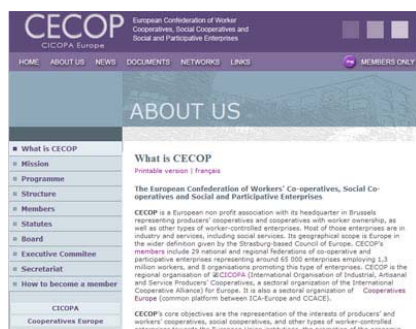 CECOP
CICOPA Europe
European Confederation of Worker
Cooperatives, Social Cooperatives and
Social and Participative Enterprises
HOME ABOUT US NEWS DOCUMENTS NETWORKS LINKS MEMBERS ONLY
ABOUT US
What is CECOP
Mission
Programme
Structure
Members
Statutes
Board
Executive Commitee
Secretariat
How to become a member
CICOPA
Cooperatives Europe
What is CECOP
Printable version | français
The European Confederation of Workers' Co-operatives, Social Co-
operatives and Social and Participative Enterprises
CECOP is a European non profit association with its headquarter in Brussels
representing producers' cooperatives and cooperatives with worker ownership, as
well as other types of worker-controlled enterprises. Most of those enterprises are in
industry and services, including social services. Its geographical scope is Europe in
the wider definition given by the Strasburg-based Council of Europe. CECOP's
members include 29 national and regional federations of co-operative and
participative enterprises representing around 65 000 enterprises employing 1,3
million workers, and 8 organisations promoting this type of enterprises. CECOP is the
regional organisation of CICOPA (International Organisation of Industrial, Artisanal
and Service Producers' Cooperatives, a sectoral organization of the International
Cooperative Alliance) for Europe. It is also a sectoral organization of Cooperatives
Europe (common platform between ICA-Europe and CCACE).
CECOP's core objectives are the representation of the interests of producers' and
workers' cooperatives, social cooperatives, and other types of worker-controlled